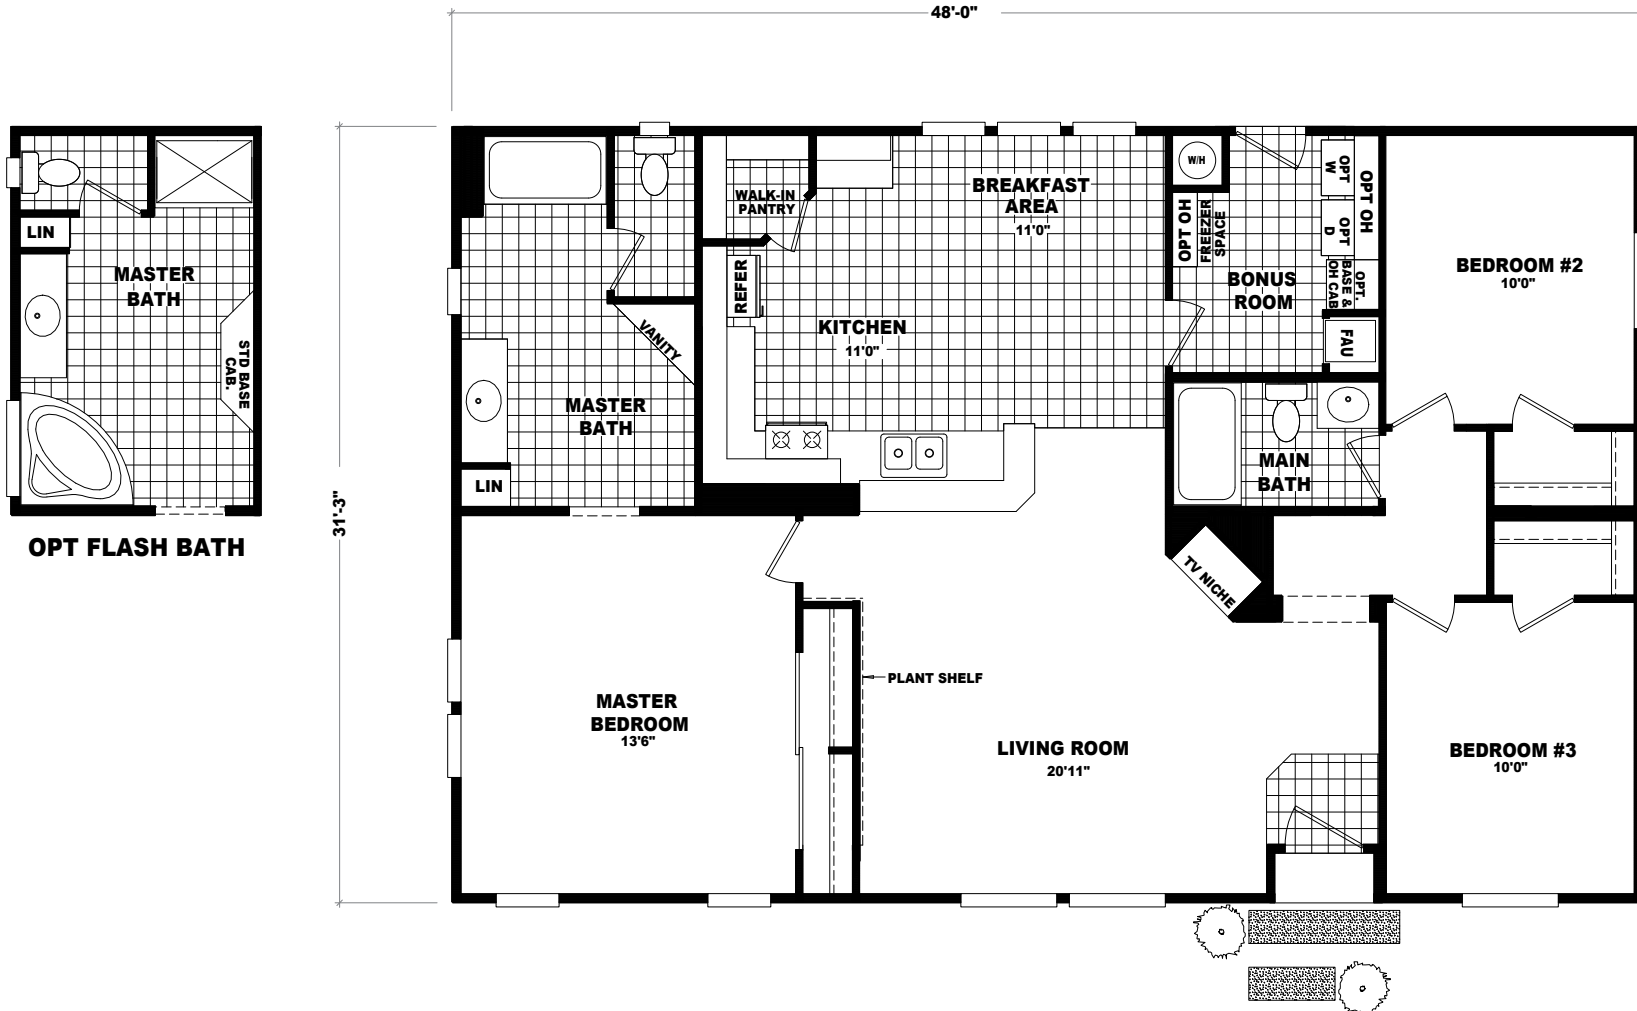 48'-0"
31'-3"
LIN
MASTER
BATH
STD BASE
CAB.
OPT FLASH BATH
VANITY
MASTER
BATH
LIN
WALK-IN
PANTRY
REFER
KITCHEN
11'0"
BREAKFAST
AREA
11'0"
W/H
OPT OH
FREEZER
SPACE
BONUS
ROOM
OPT
W
OPT
D
OPT OH
OPT.
BASE &
OH CAB
FAU
MAIN
BATH
BEDROOM #2
10'0"
TV NICHE
MASTER
BEDROOM
13'6"
PLANT SHELF
LIVING ROOM
20'11"
BEDROOM #3
10'0"